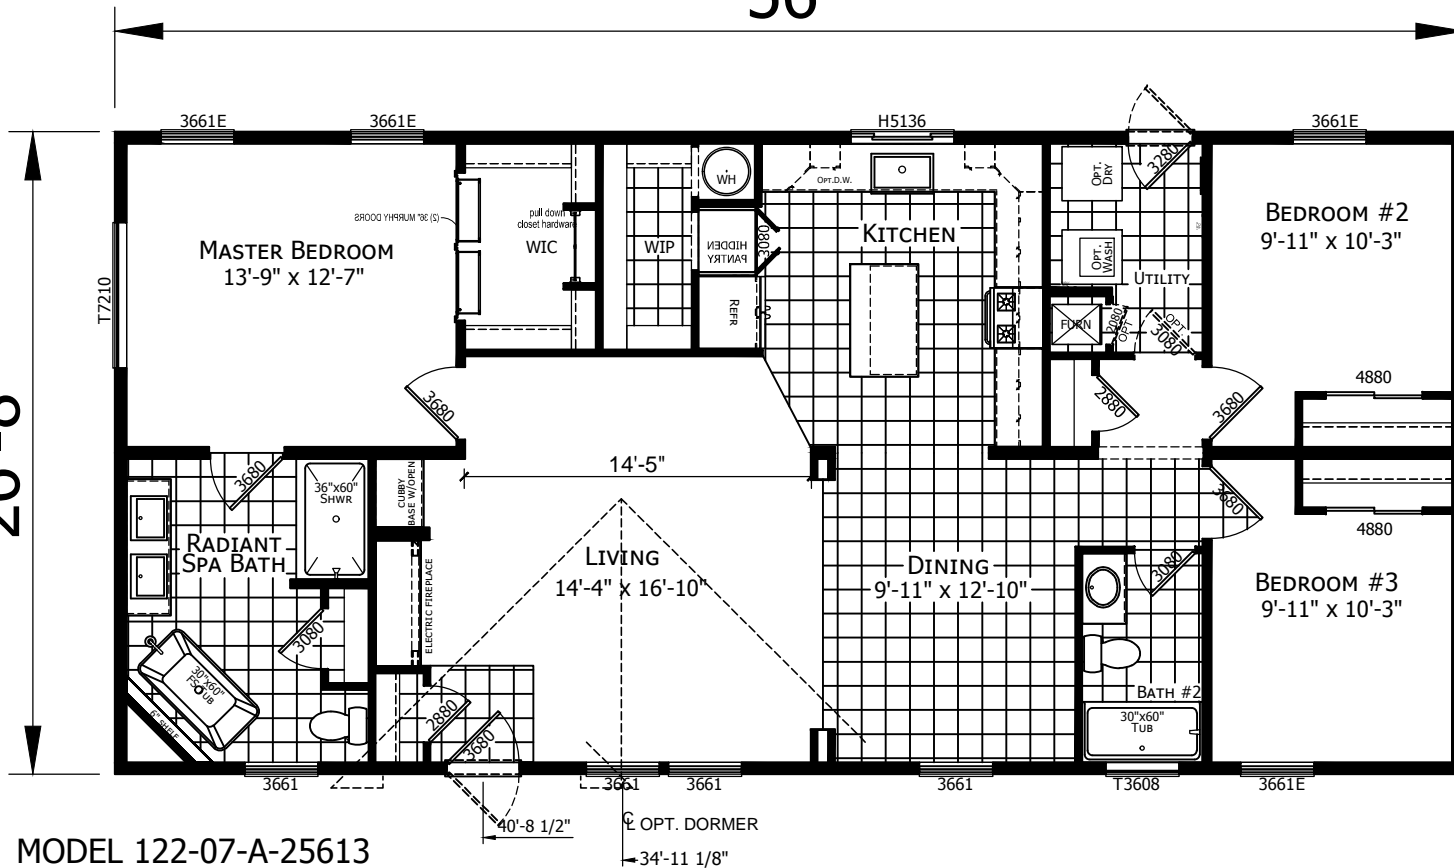 56
3661E
3661E
H5136
3661E
26'-8
T7210
MASTER BEDROOM
13'-9" X 12'-7"
(2) 36" MURPHY DOORS
pull down
closet hardware
WIC
WIP
WH
HIDDEN
PANTRY
3080
REFR
OPT.D.W.
KITCHEN
OPT.
DRY
OPT.
WASH
3280
UTILITY
FURN
2080
OPT
OPT.
3080
BEDROOM #2
9'-11" X 10'-3"
4880
3680
2880
3680
14'-5"
3680
36"X60"
SHWR
CUBBY
BASE W/OPEN
RADIANT
SPA BATH
ELECTRIC FIREPLACE
LIVING
14'-4" X 16'-10"
DINING
9'-11" X 12'-10"
3680
4880
BEDROOM #3
9'-11" X 10'-3"
3080
3080
30"X60"
FS TUB
6" SHELF
2880
3680
BATH #2
30"X60"
TUB
3661
3661
3661
3661
T3608
3661E
40'-8 1/2"
℄ OPT. DORMER
34'-11 1/8"
MODEL 122-07-A-25613